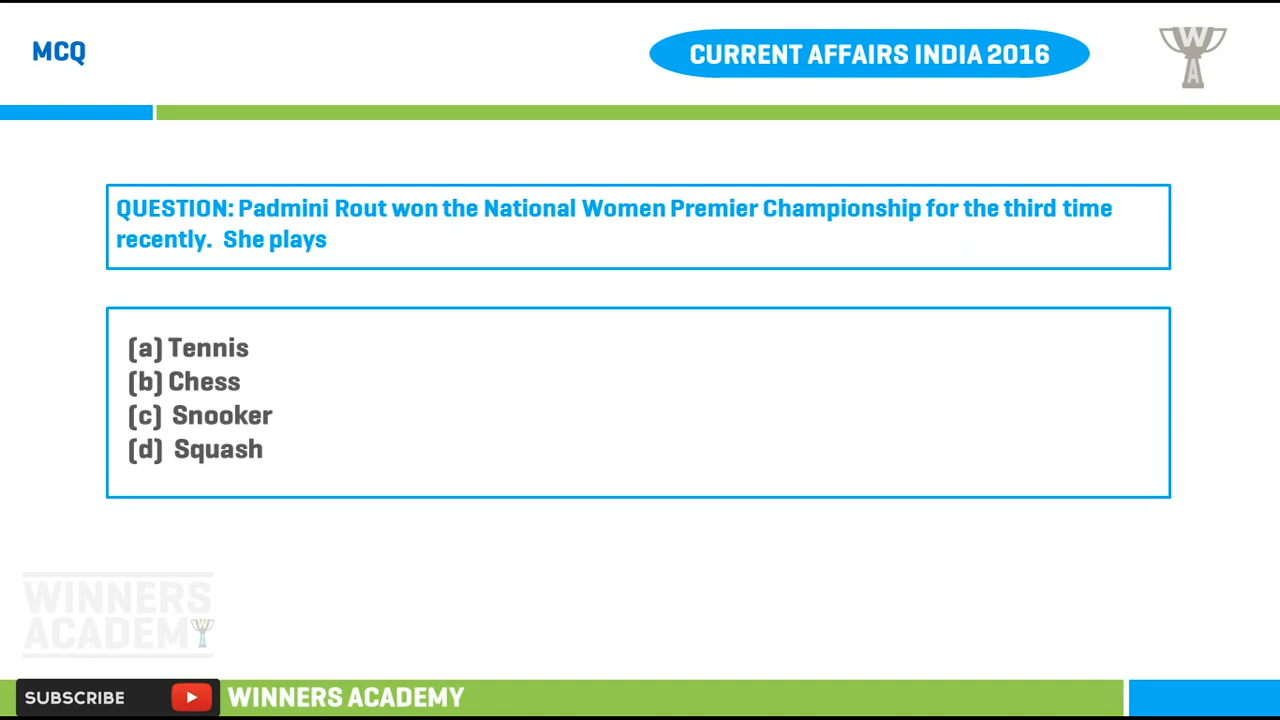 MCQ
CURRENT AFFAIRS INDIA 2016
W
A
QUESTION: Padmini Rout won the National Women Premier Championship for the third time
recently.  She plays
(a) Tennis
(b) Chess
(c)  Snooker
(d)  Squash
WINNERS
ACADEMY
SUBSCRIBE
WINNERS ACADEMY